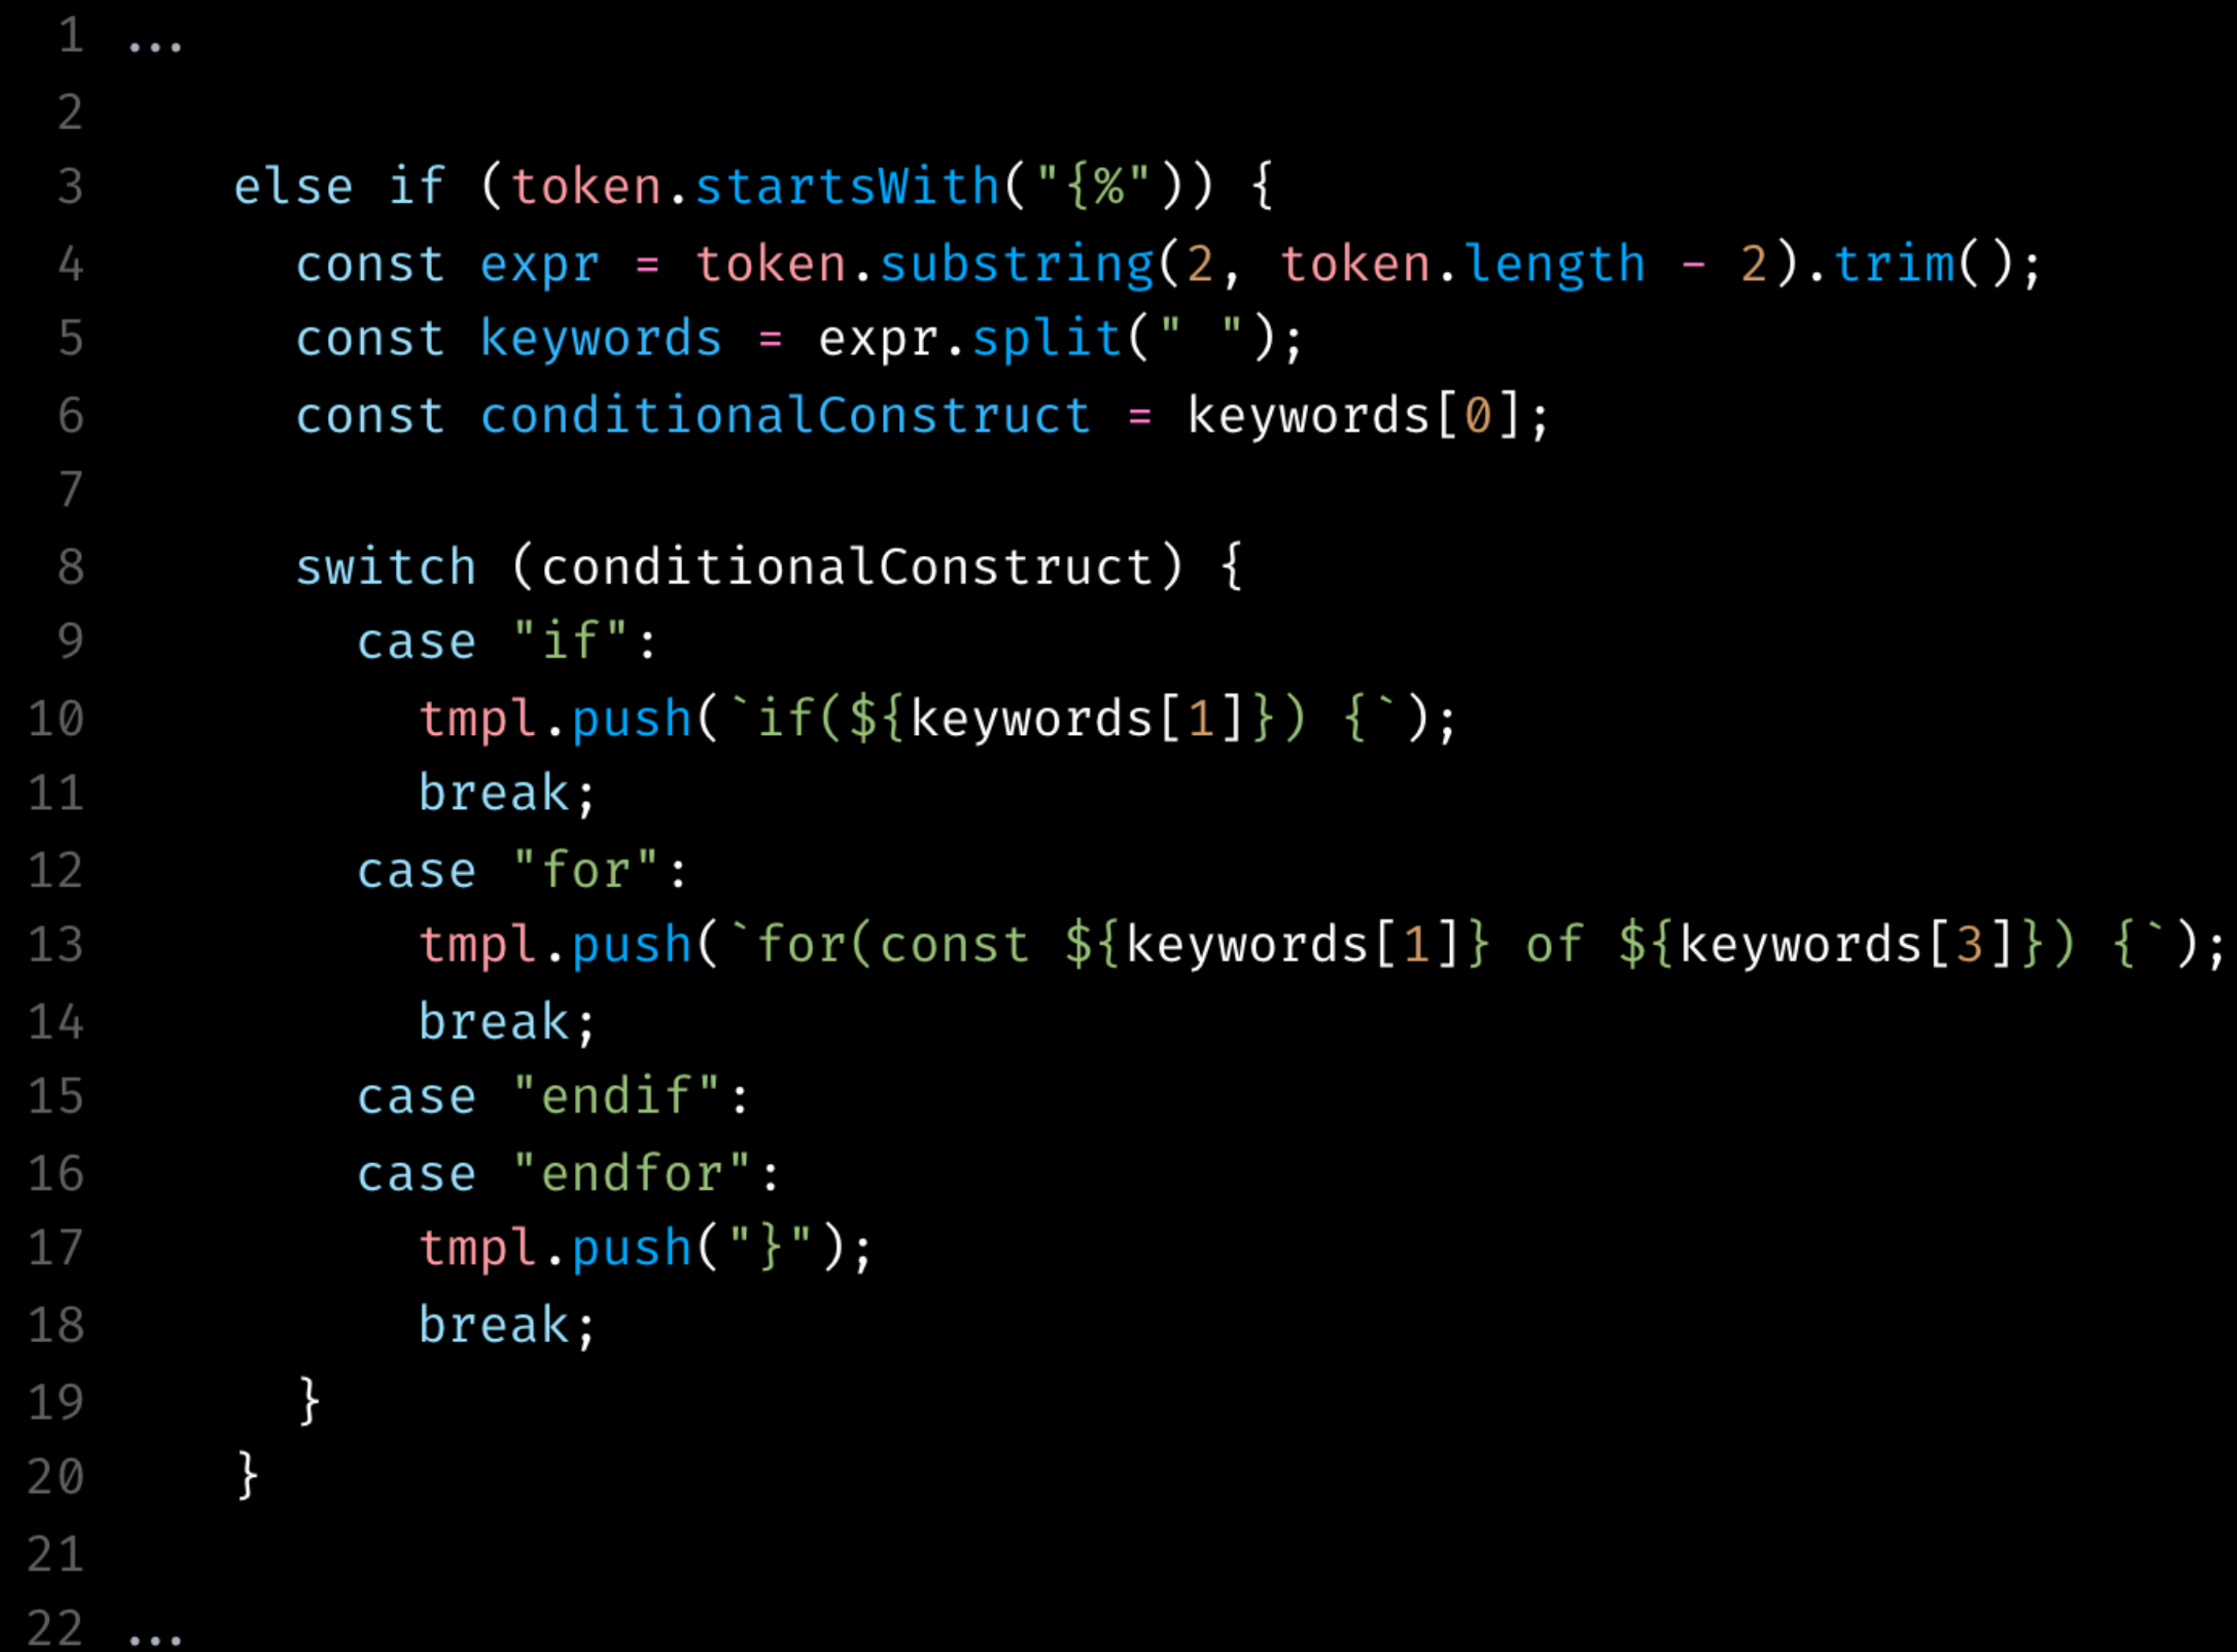 1 ...
2
3 else if (token.startsWith("{%")) {
4 const expr = token.substring(2, token.length - 2).trim();
5 const keywords = expr.split(" ");
6 const conditionalConstruct = keywords[0];
7
8 switch (conditionalConstruct) {
9 case "if":
10 tmpl.push(`if(${keywords[1]}) {`);
11 break;
12 case "for":
13 tmpl.push(`for(const ${keywords[1]} of ${keywords[3]}) {`);
14 break;
15 case "endif":
16 case "endfor":
17 tmpl.push("}");
18 break;
19 }
20 }
21
22 ...